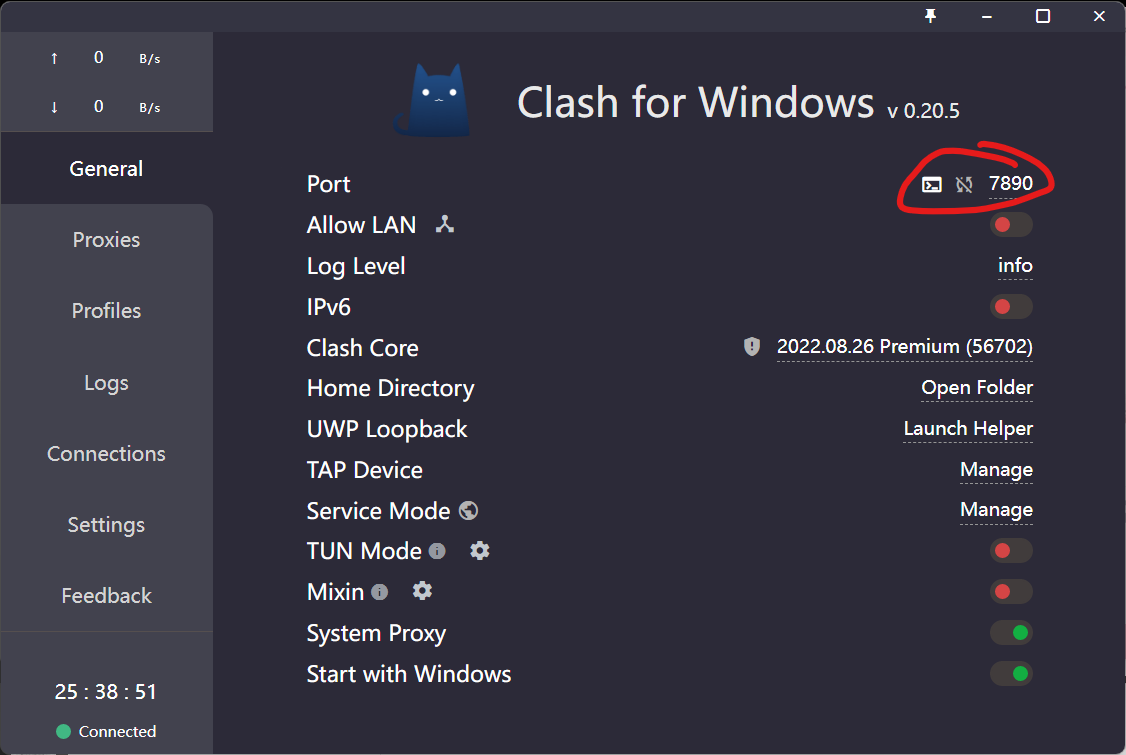 ↑ 0 B/s
↓ 0 B/s
General
Proxies
Profiles
Logs
Connections
Settings
Feedback
25 : 38 : 51
Connected
Clash for Windows v 0.20.5
Port 7890
Allow LAN
Log Level info
IPv6
Clash Core 2022.08.26 Premium (56702)
Home Directory Open Folder
UWP Loopback Launch Helper
TAP Device Manage
Service Mode Manage
TUN Mode
Mixin
System Proxy
Start with Windows